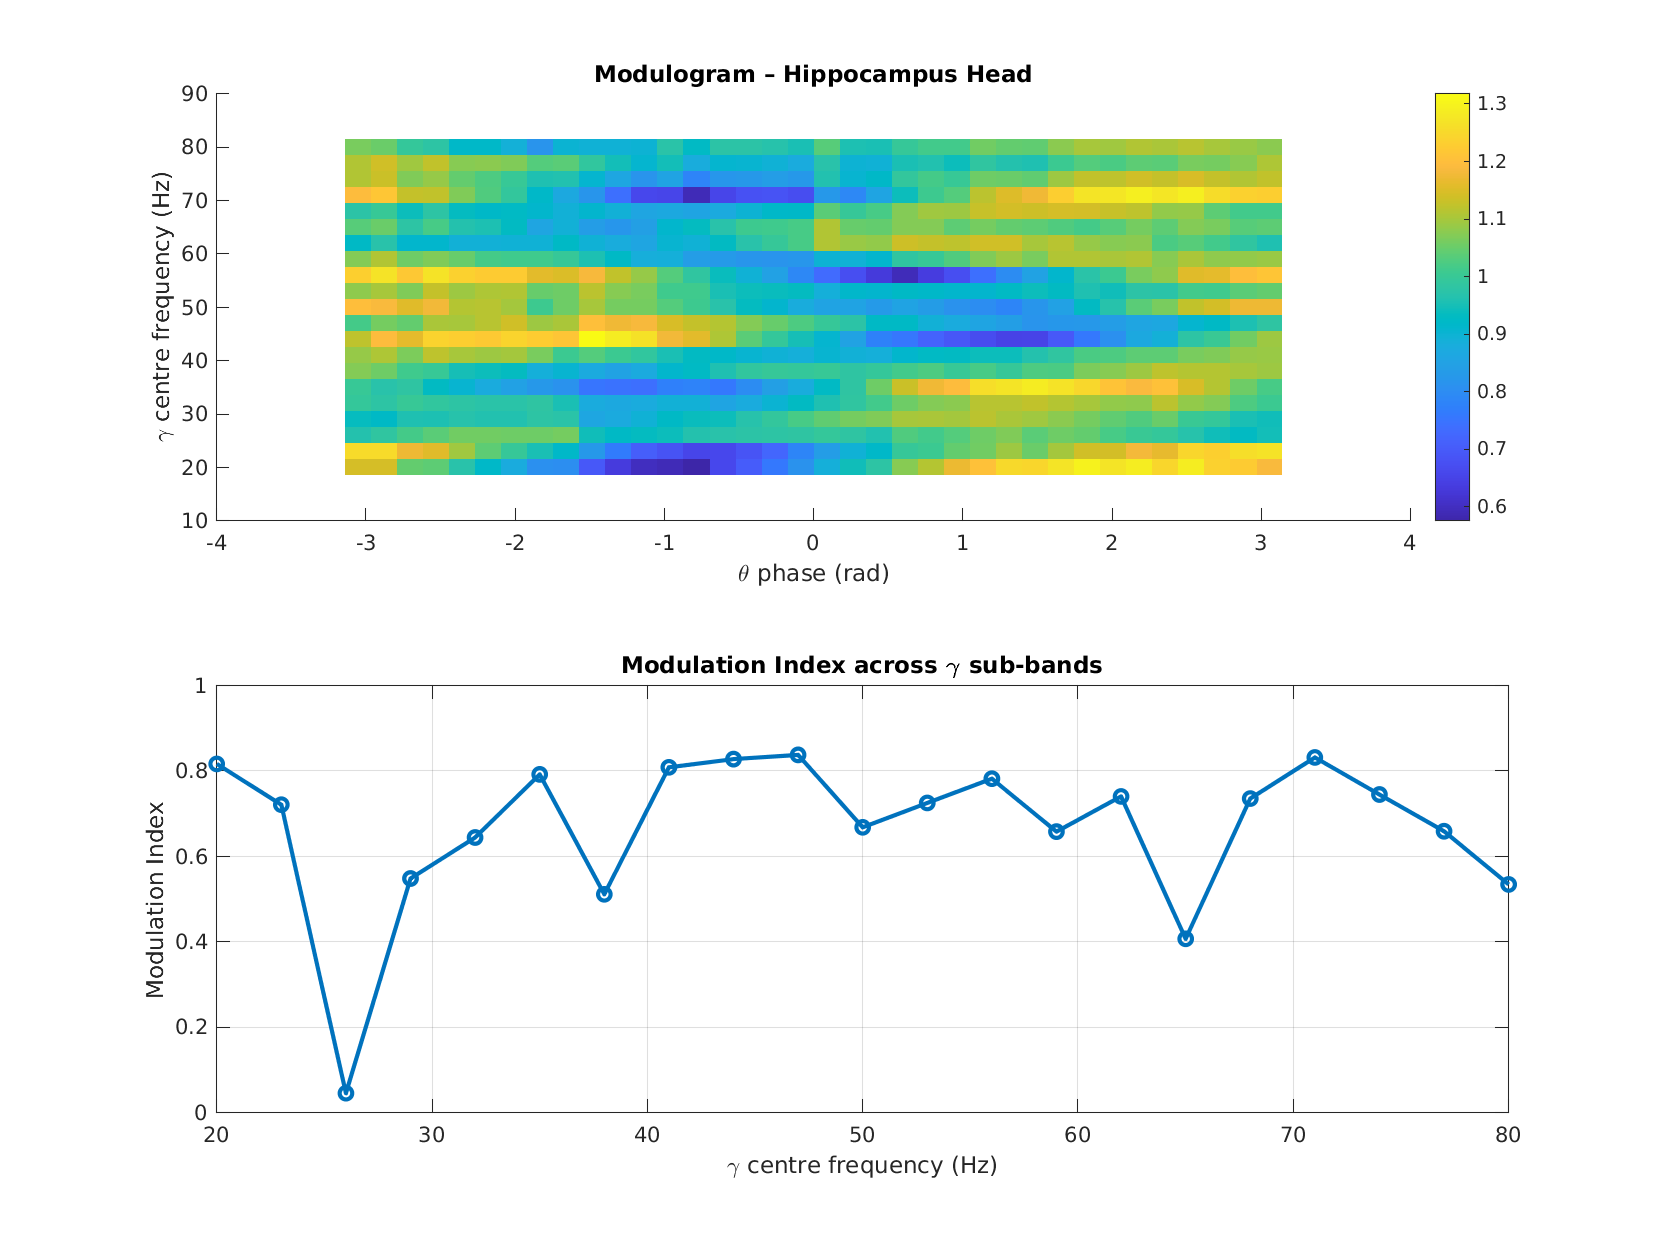 Modulogram – Hippocampus Head
90
80
70
60
50
40
30
20
10
γ centre frequency (Hz)
-4 -3 -2 -1 0 1 2 3 4
θ phase (rad)
1.3
1.2
1.1
1
0.9
0.8
0.7
0.6
Modulation Index across γ sub-bands
1
0.8
0.6
0.4
0.2
0
Modulation Index
20 30 40 50 60 70 80
γ centre frequency (Hz)